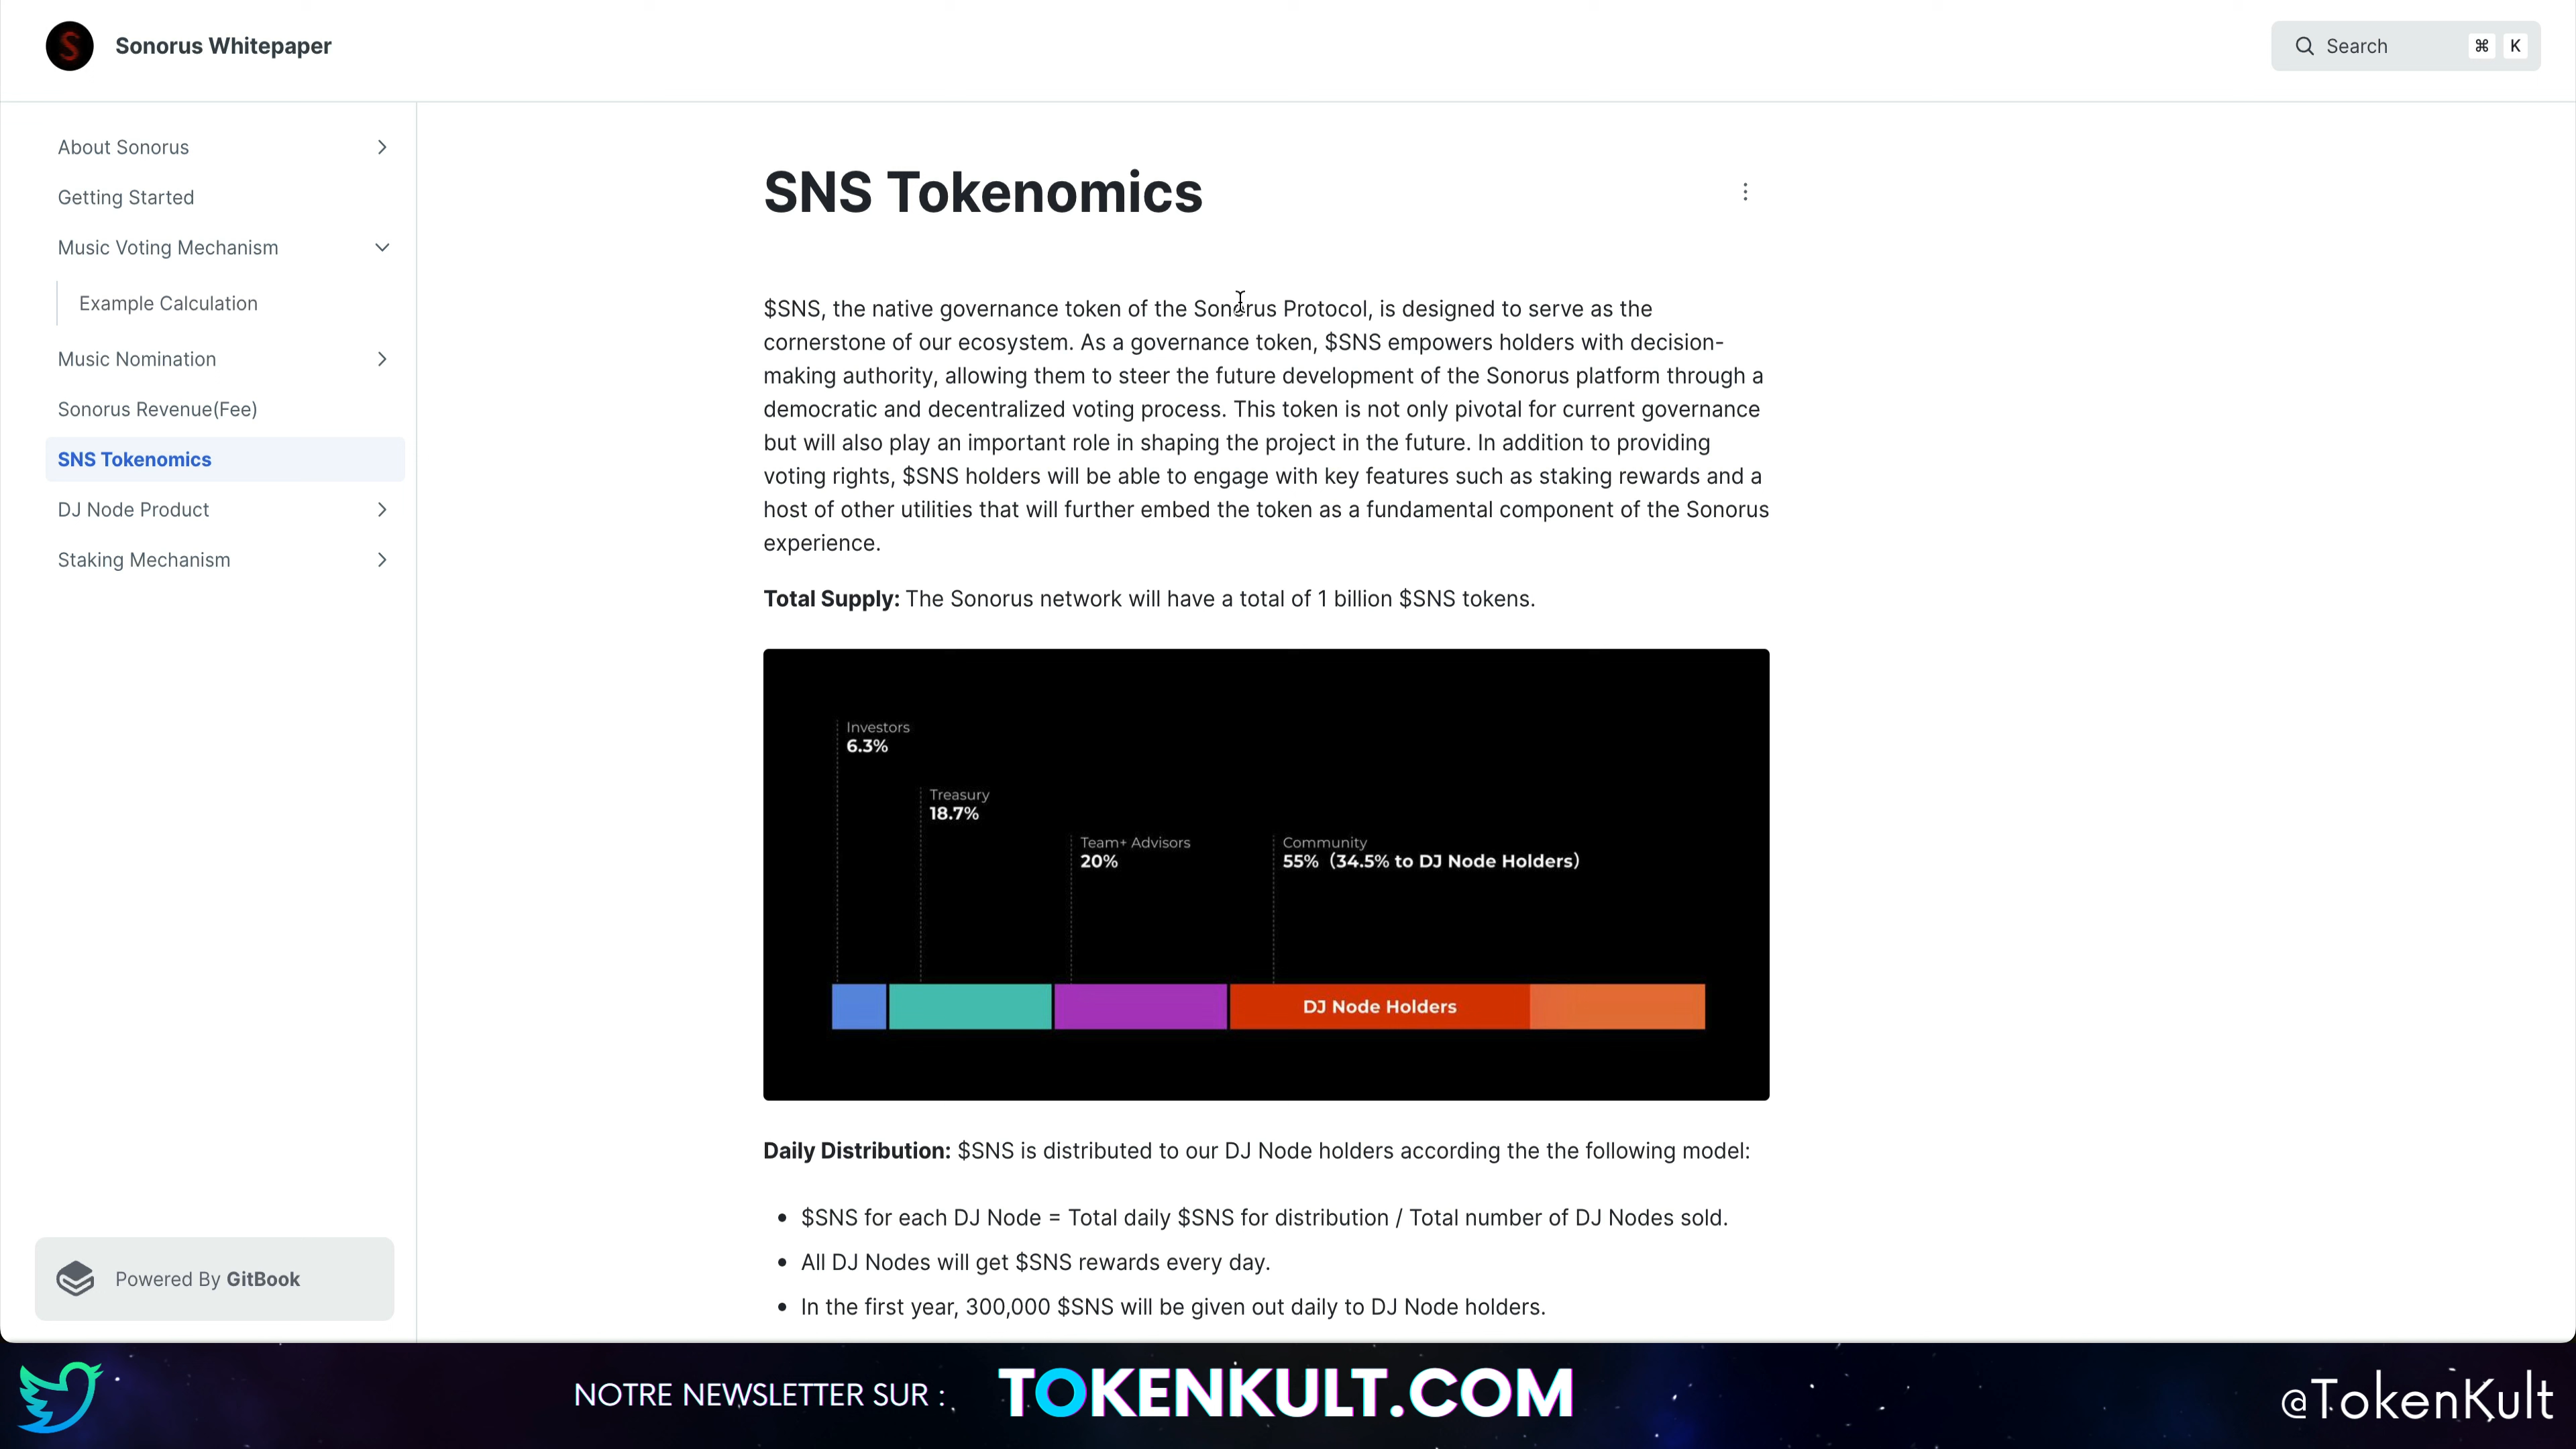 S
Sonorus Whitepaper
Search
⌘ K
About Sonorus
Getting Started
Music Voting Mechanism
Example Calculation
Music Nomination
Sonorus Revenue(Fee)
SNS Tokenomics
DJ Node Product
Staking Mechanism
Powered By GitBook
SNS Tokenomics
$SNS, the native governance token of the Sonorus Protocol, is designed to serve as the
cornerstone of our ecosystem. As a governance token, $SNS empowers holders with decision-
making authority, allowing them to steer the future development of the Sonorus platform through a
democratic and decentralized voting process. This token is not only pivotal for current governance
but will also play an important role in shaping the project in the future. In addition to providing
voting rights, $SNS holders will be able to engage with key features such as staking rewards and a
host of other utilities that will further embed the token as a fundamental component of the Sonorus
experience.
Total Supply: The Sonorus network will have a total of 1 billion $SNS tokens.
Investors
6.3%
Treasury
18.7%
Team+ Advisors
20%
Community
55%（34.5% to DJ Node Holders）
DJ Node Holders
Daily Distribution: $SNS is distributed to our DJ Node holders according the the following model:
• $SNS for each DJ Node = Total daily $SNS for distribution / Total number of DJ Nodes sold.
• All DJ Nodes will get $SNS rewards every day.
• In the first year, 300,000 $SNS will be given out daily to DJ Node holders.
NOTRE NEWSLETTER SUR : TOKENKULT.COM
@TokenKult